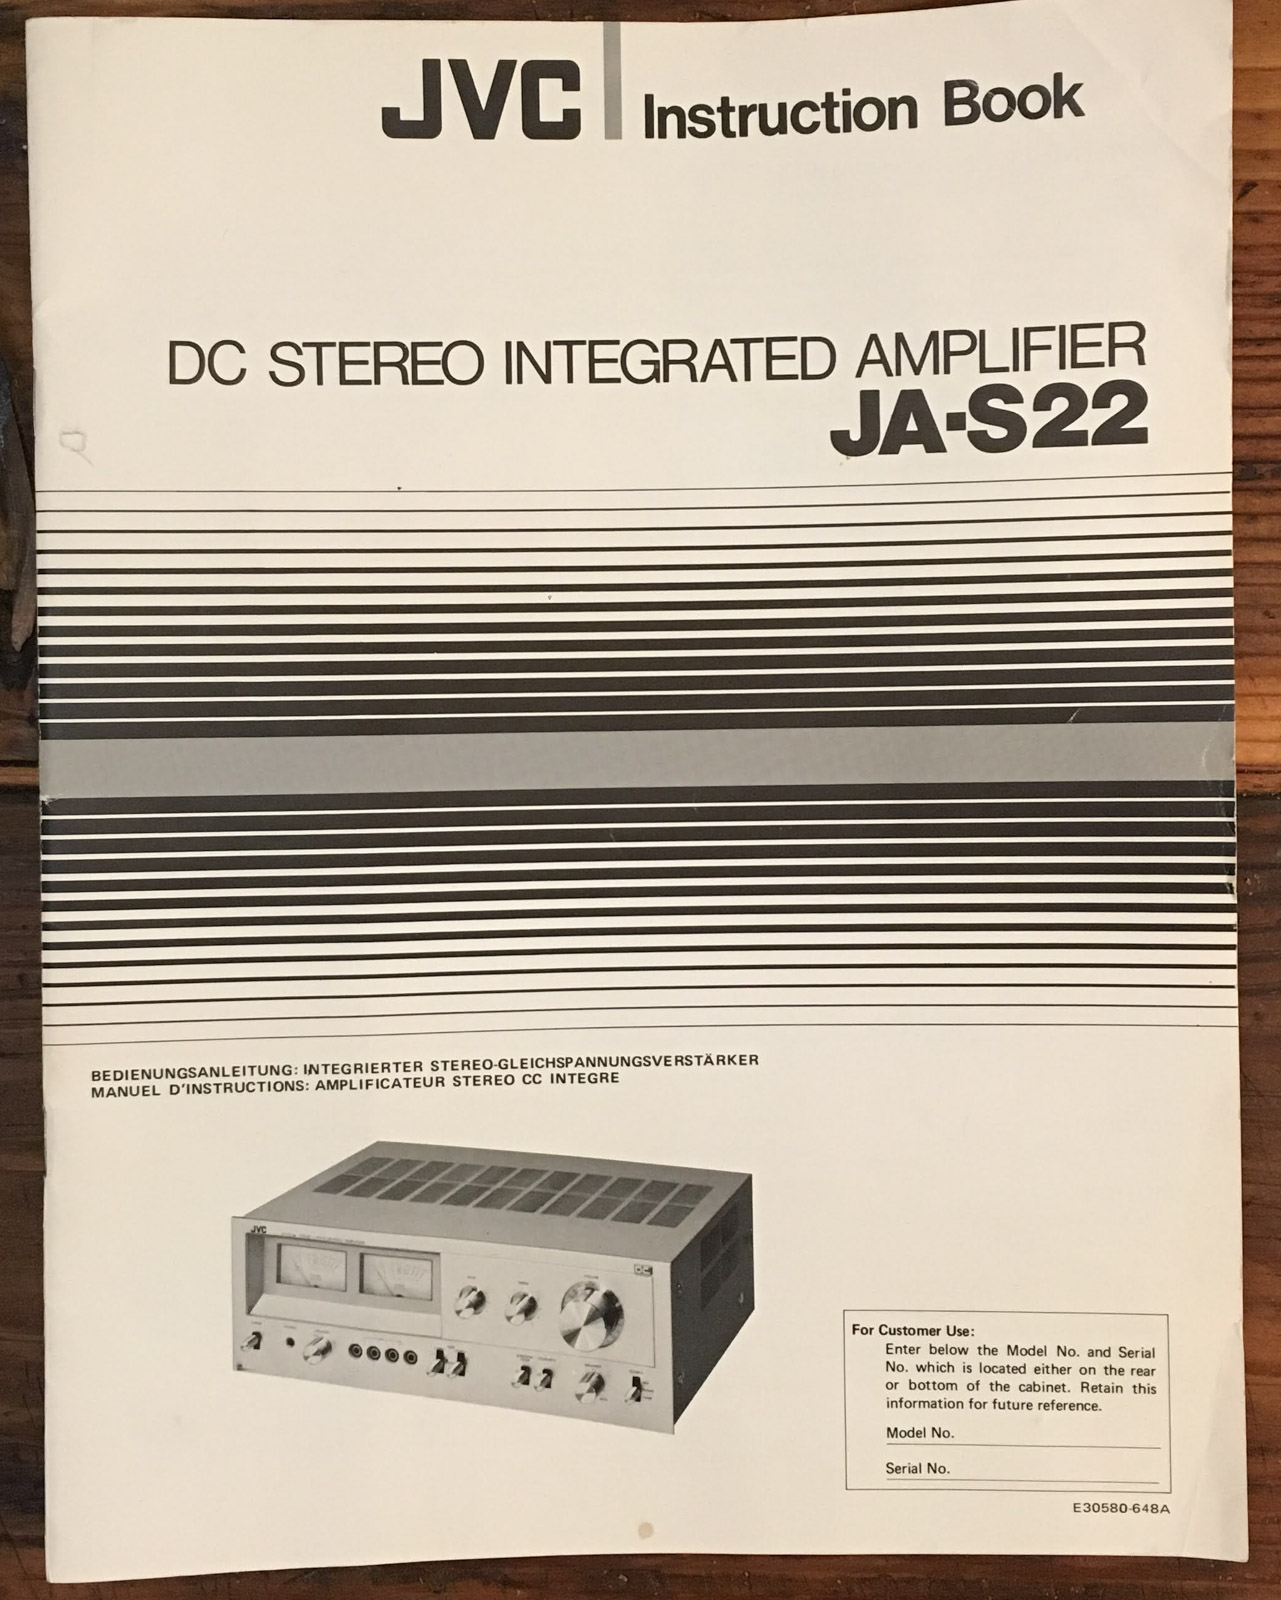 JVC Instruction Book
DC STEREO INTEGRATED AMPLIFIER
JA-S22
BEDIENUNGSANLEITUNG: INTEGRIERTER STEREO-GLEICHSPANNUNGSVERSTÄRKER
MANUEL D'INSTRUCTIONS: AMPLIFICATEUR STEREO CC INTEGRE
JVC
DC
For Customer Use:
Enter below the Model No. and Serial
No. which is located either on the rear
or bottom of the cabinet. Retain this
information for future reference.
Model No.
Serial No.
E30580-648A